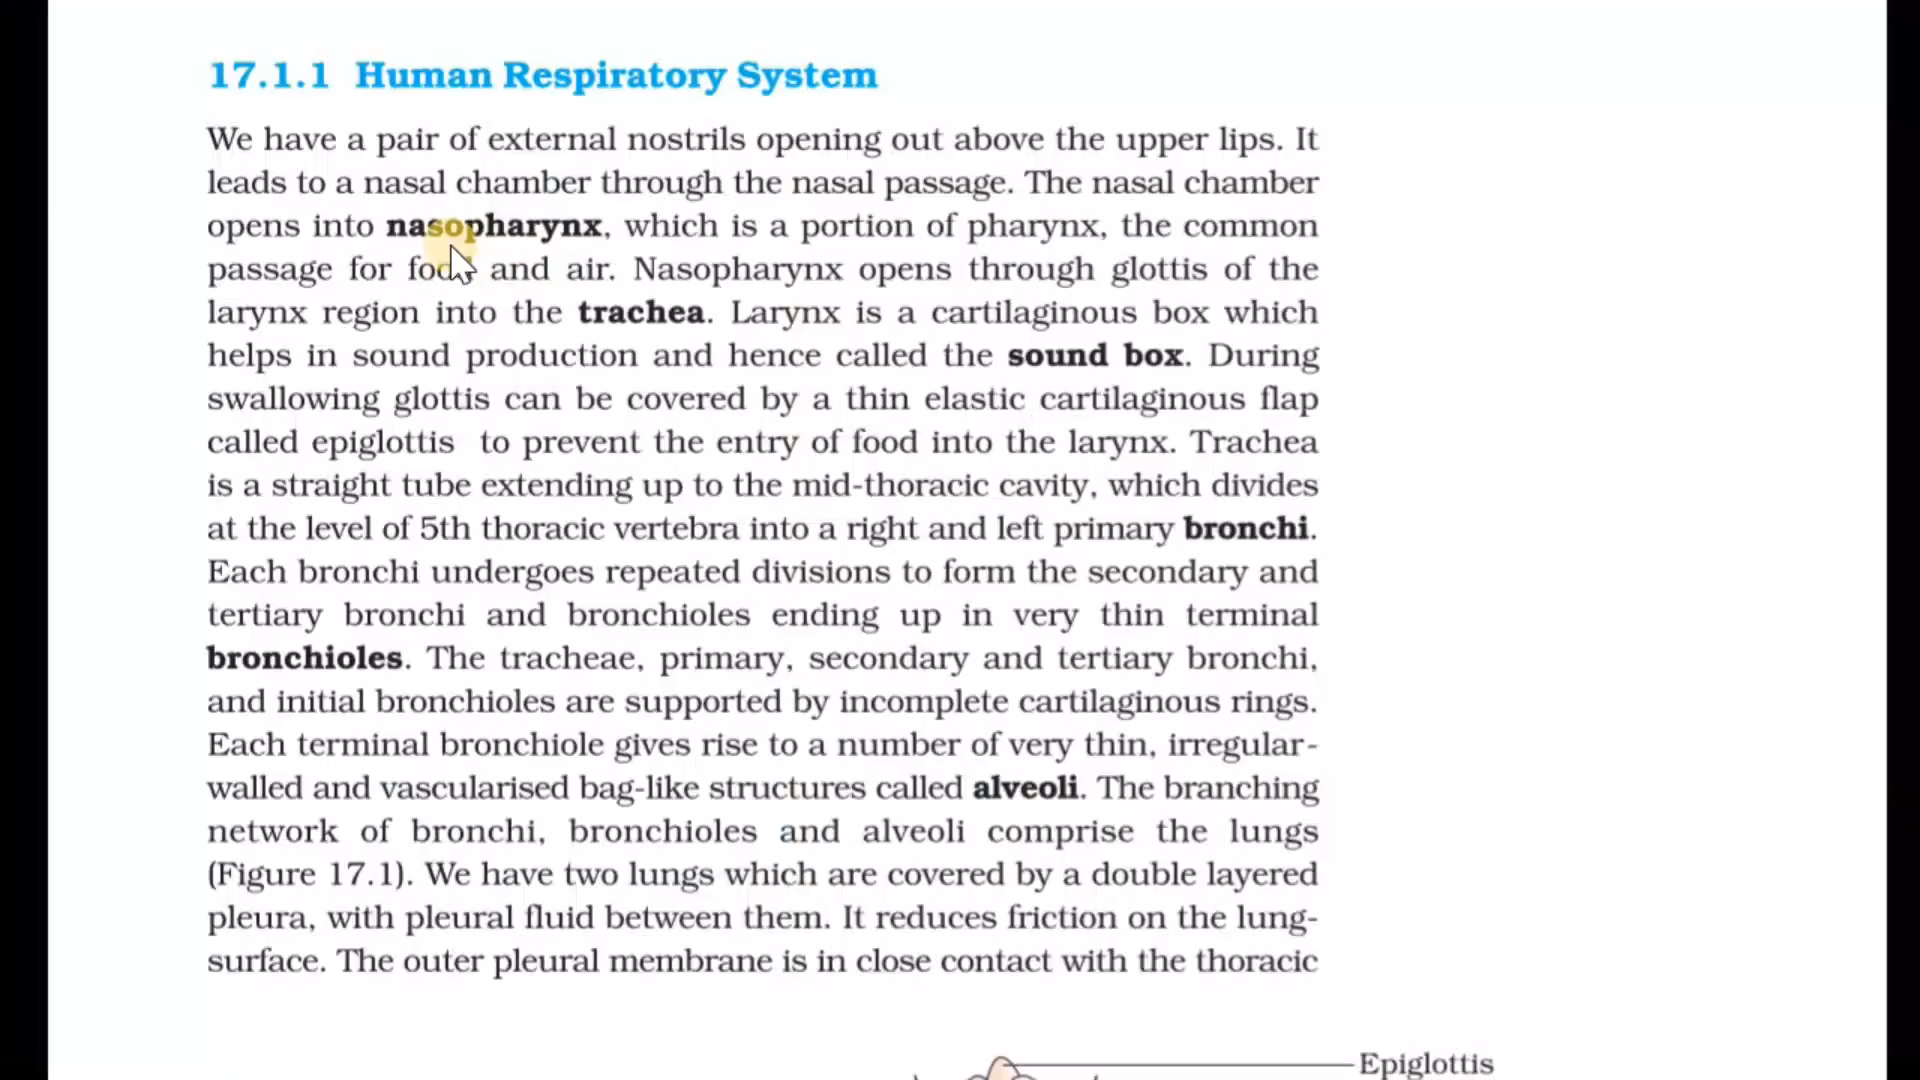 17.1.1 Human Respiratory System
We have a pair of external nostrils opening out above the upper lips. It
leads to a nasal chamber through the nasal passage. The nasal chamber
opens into nasopharynx, which is a portion of pharynx, the common
passage for food and air. Nasopharynx opens through glottis of the
larynx region into the trachea. Larynx is a cartilaginous box which
helps in sound production and hence called the sound box. During
swallowing glottis can be covered by a thin elastic cartilaginous flap
called epiglottis to prevent the entry of food into the larynx. Trachea
is a straight tube extending up to the mid-thoracic cavity, which divides
at the level of 5th thoracic vertebra into a right and left primary bronchi.
Each bronchi undergoes repeated divisions to form the secondary and
tertiary bronchi and bronchioles ending up in very thin terminal
bronchioles. The tracheae, primary, secondary and tertiary bronchi,
and initial bronchioles are supported by incomplete cartilaginous rings.
Each terminal bronchiole gives rise to a number of very thin, irregular-
walled and vascularised bag-like structures called alveoli. The branching
network of bronchi, bronchioles and alveoli comprise the lungs
(Figure 17.1). We have two lungs which are covered by a double layered
pleura, with pleural fluid between them. It reduces friction on the lung-
surface. The outer pleural membrane is in close contact with the thoracic
Epiglottis